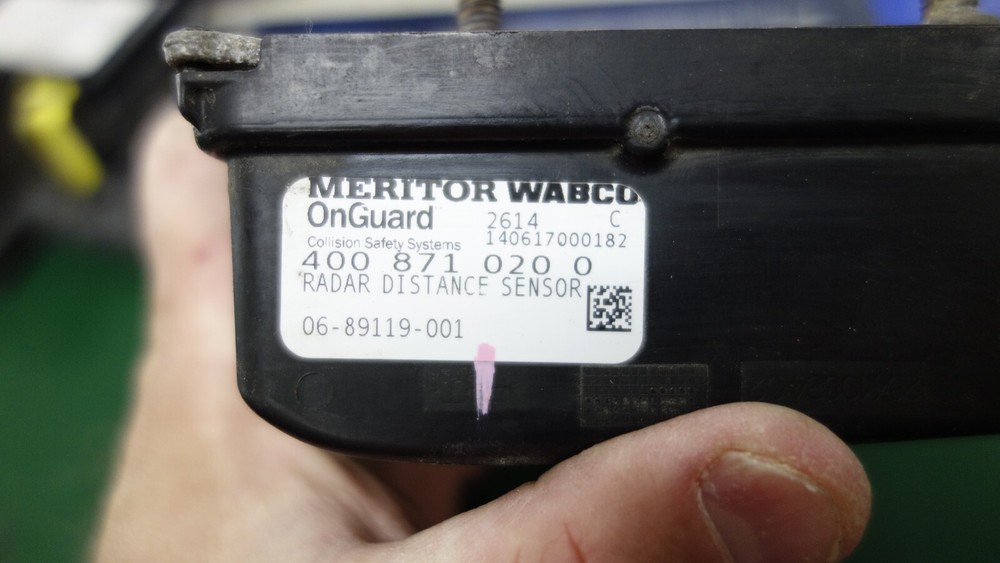 MERITOR WABCO
OnGuard 2614 C
Collision Safety Systems 140617000182
400 871 020 0
RADAR DISTANCE SENSOR
06-89119-001